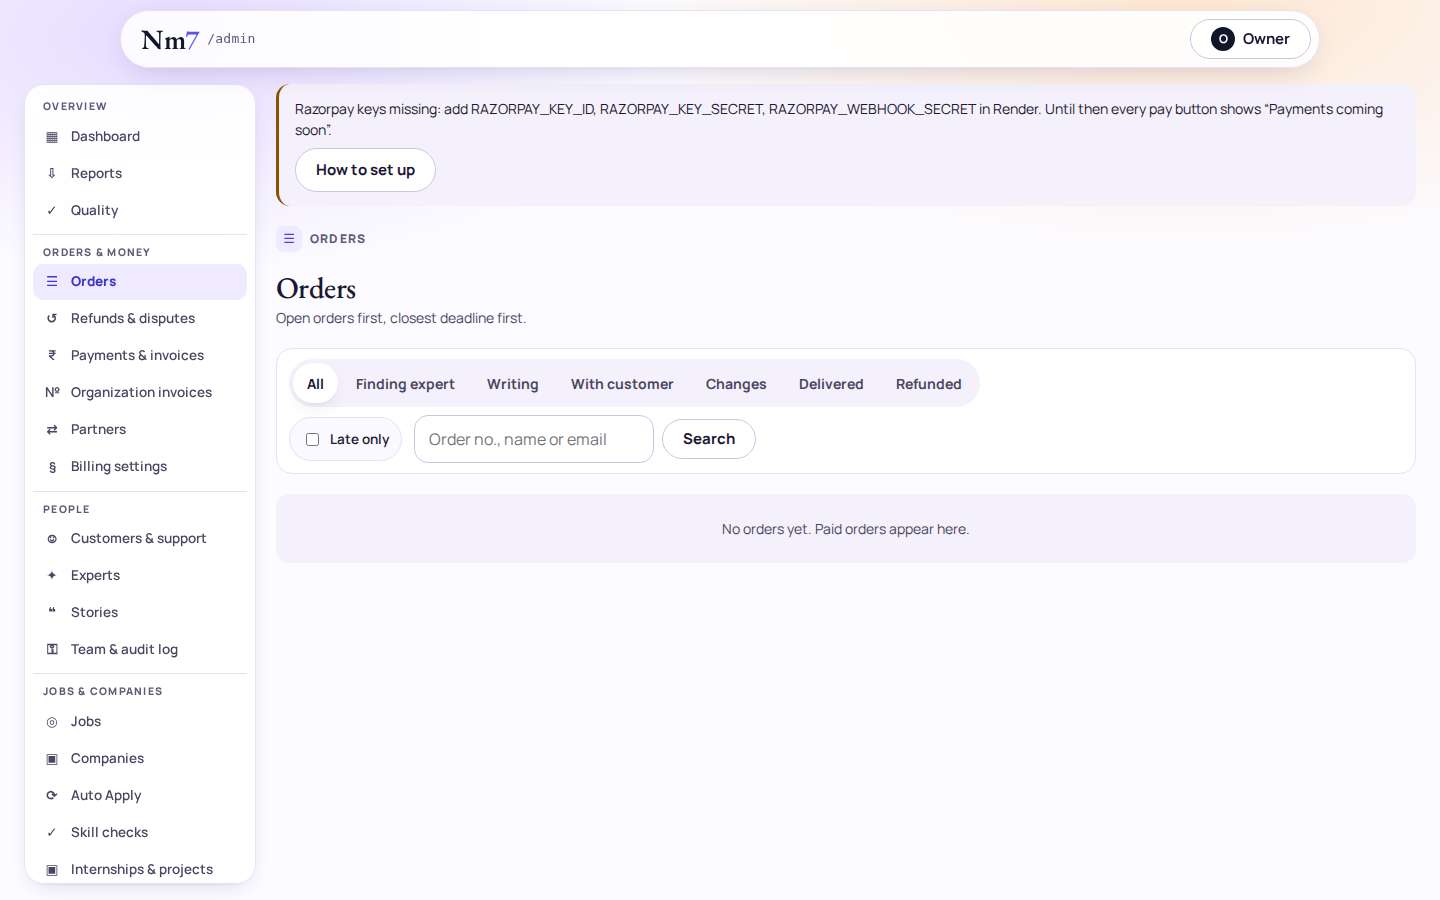 Nm7 /admin
O Owner
OVERVIEW
Dashboard
Reports
Quality
ORDERS & MONEY
Orders
Refunds & disputes
₹ Payments & invoices
Nº Organization invoices
Partners
§ Billing settings
PEOPLE
Customers & support
Experts
❝ Stories
Team & audit log
JOBS & COMPANIES
Jobs
Companies
Auto Apply
Skill checks
Internships & projects
Razorpay keys missing: add RAZORPAY_KEY_ID, RAZORPAY_KEY_SECRET, RAZORPAY_WEBHOOK_SECRET in Render. Until then every pay button shows “Payments coming
soon”.
How to set up
ORDERS
Orders
Open orders first, closest deadline first.
All Finding expert Writing With customer Changes Delivered Refunded
Late only Order no., name or email Search
No orders yet. Paid orders appear here.